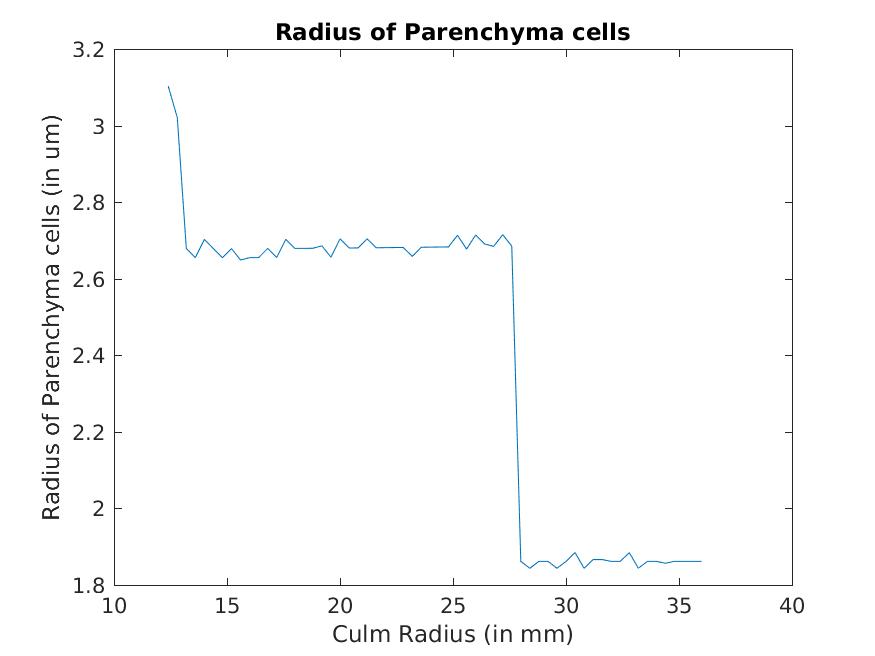 Radius of Parenchyma cells
3.2
3
2.8
2.6
2.4
2.2
2
1.8
Radius of Parenchyma cells (in um)
10 15 20 25 30 35 40
Culm Radius (in mm)